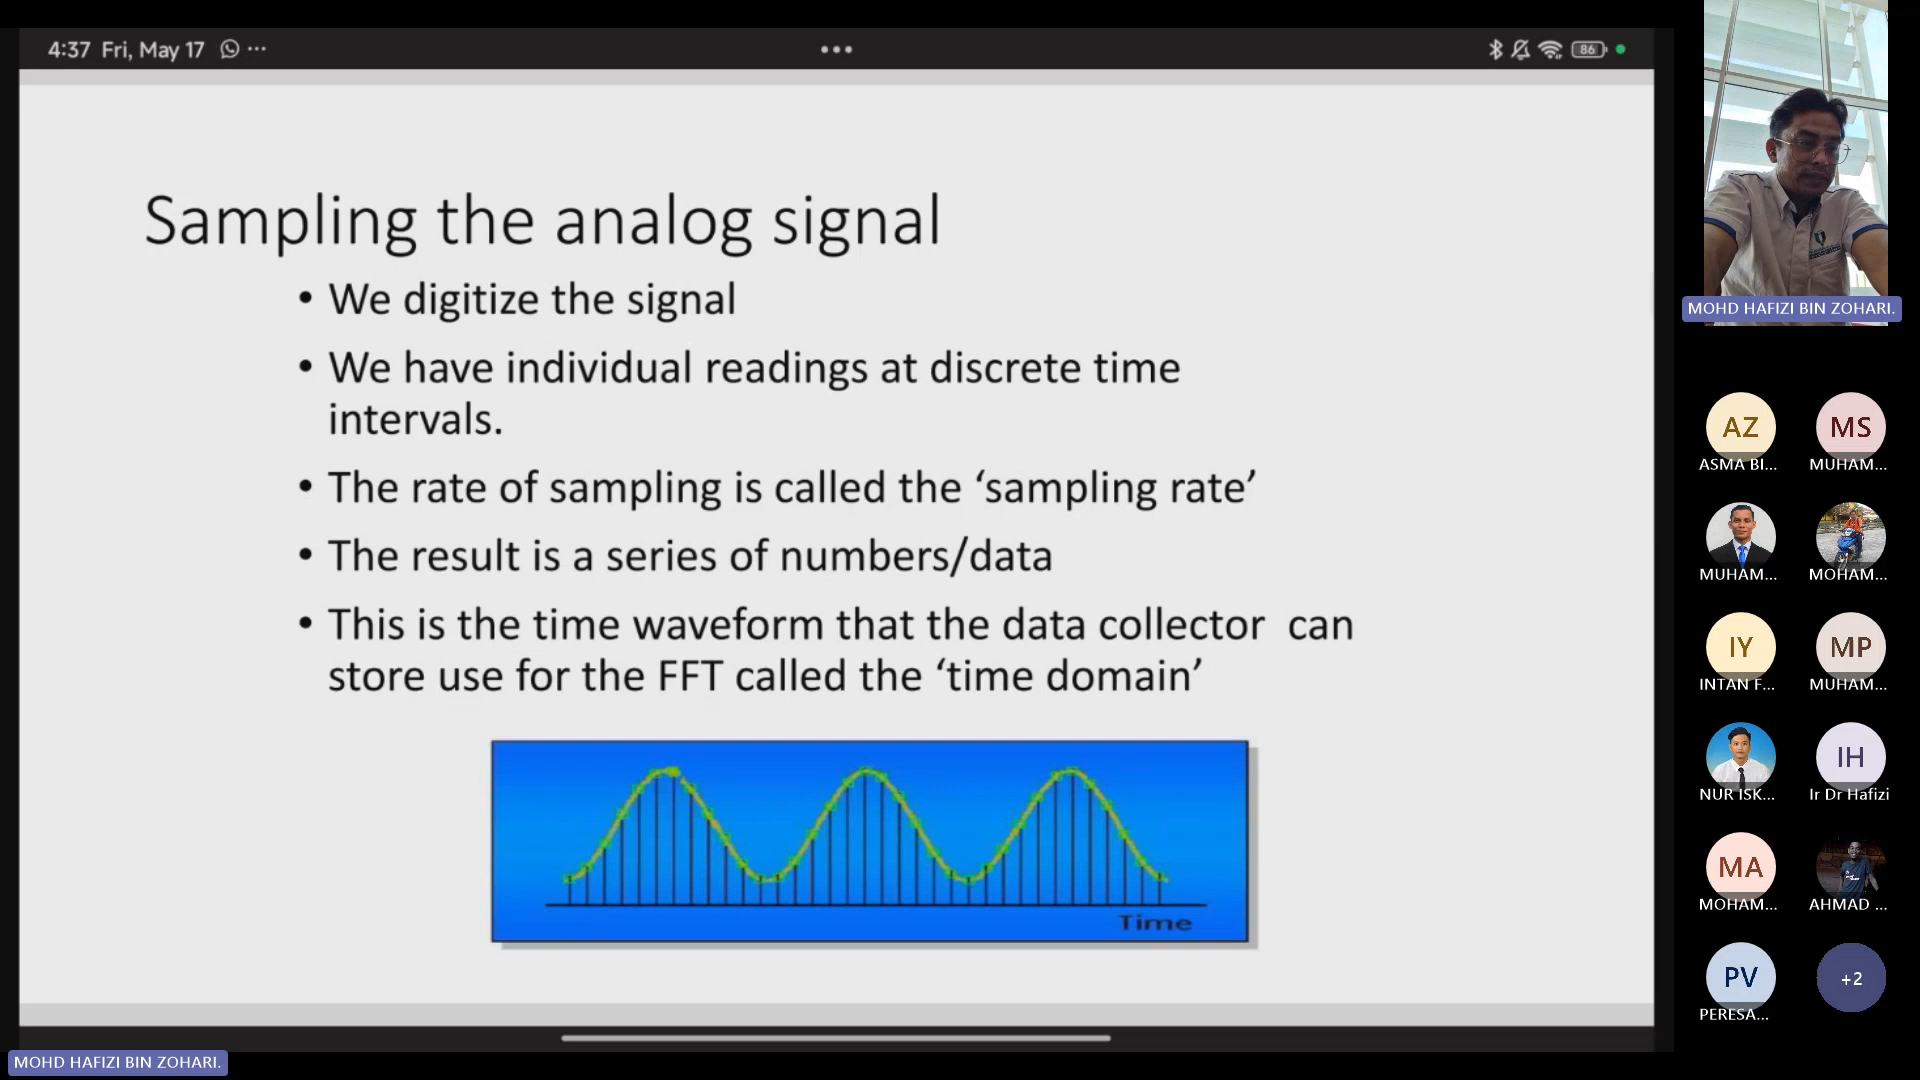 4:37 Fri, May 17
86
Sampling the analog signal
• We digitize the signal
• We have individual readings at discrete time
intervals.
• The rate of sampling is called the ‘sampling rate’
• The result is a series of numbers/data
• This is the time waveform that the data collector can
store use for the FFT called the ‘time domain’
Time
MOHD HAFIZI BIN ZOHARI.
MOHD HAFIZI BIN ZOHARI.
AZ
ASMA BI...
MS
MUHAM...
MUHAM...
MOHAM...
IY
INTAN F...
MP
MUHAM...
NUR ISK...
IH
Ir Dr Hafizi
MA
MOHAM...
AHMAD ...
PV
PERESA...
+2